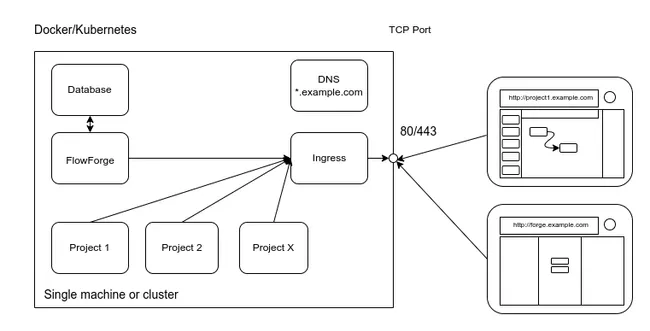 Docker/Kubernetes
TCP Port
Database
DNS
*.example.com
http://project1.example.com
80/443
FlowForge
Ingress
http://forge.example.com
Project 1
Project 2
Project X
Single machine or cluster